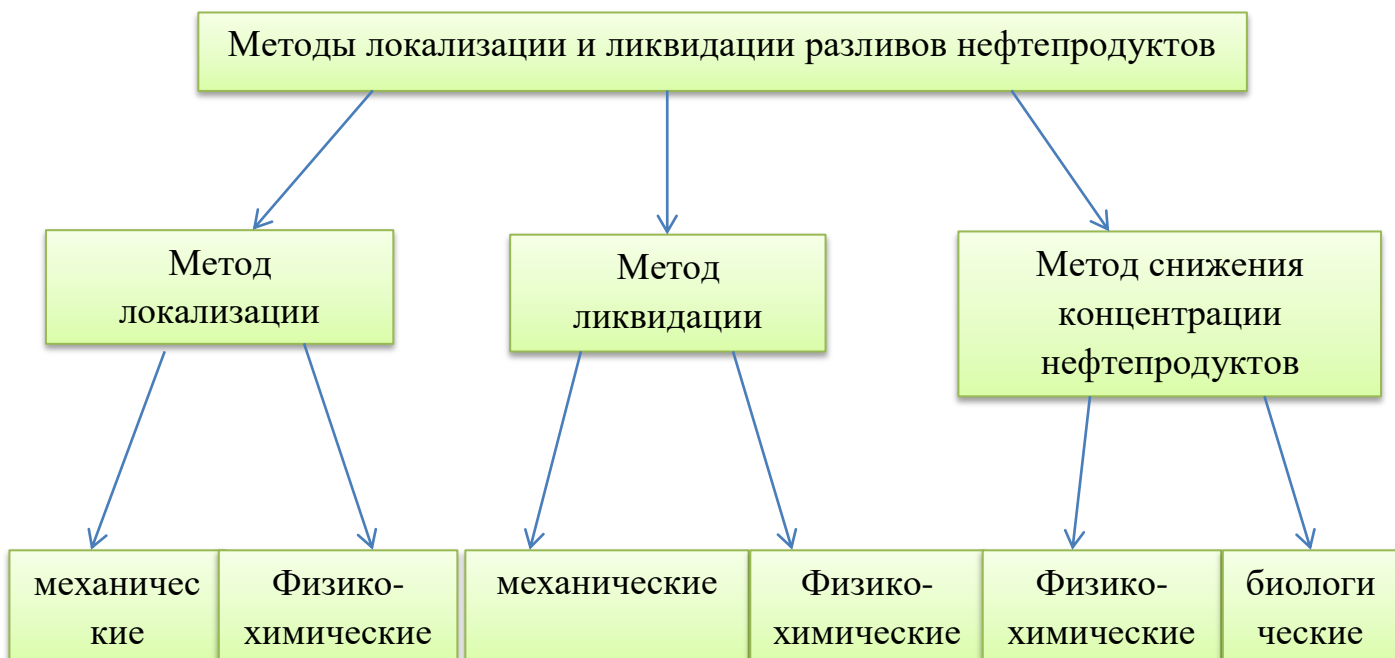 Методы локализации и ликвидации разливов нефтепродуктов
Метод
локализации
Метод
ликвидации
Метод снижения
концентрации
нефтепродуктов
механичес
кие
Физико-
химические
механические
Физико-
химические
Физико-
химические
биологи
ческие